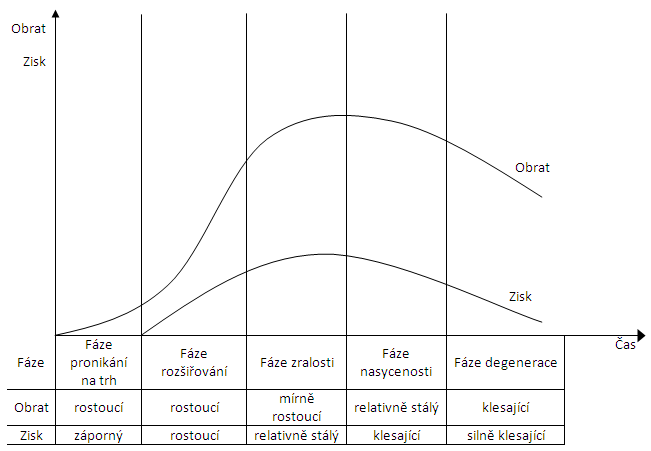 Obrat
Zisk
Obrat
Zisk
Čas
Fáze
Fáze
pronikání
na trh
Fáze
rozšiřování
Fáze zralosti
Fáze
nasycenosti
Fáze degenerace
Obrat
rostoucí
rostoucí
mírně
rostoucí
relativně stálý
klesající
Zisk
záporný
rostoucí
relativně stálý
klesající
silně klesající